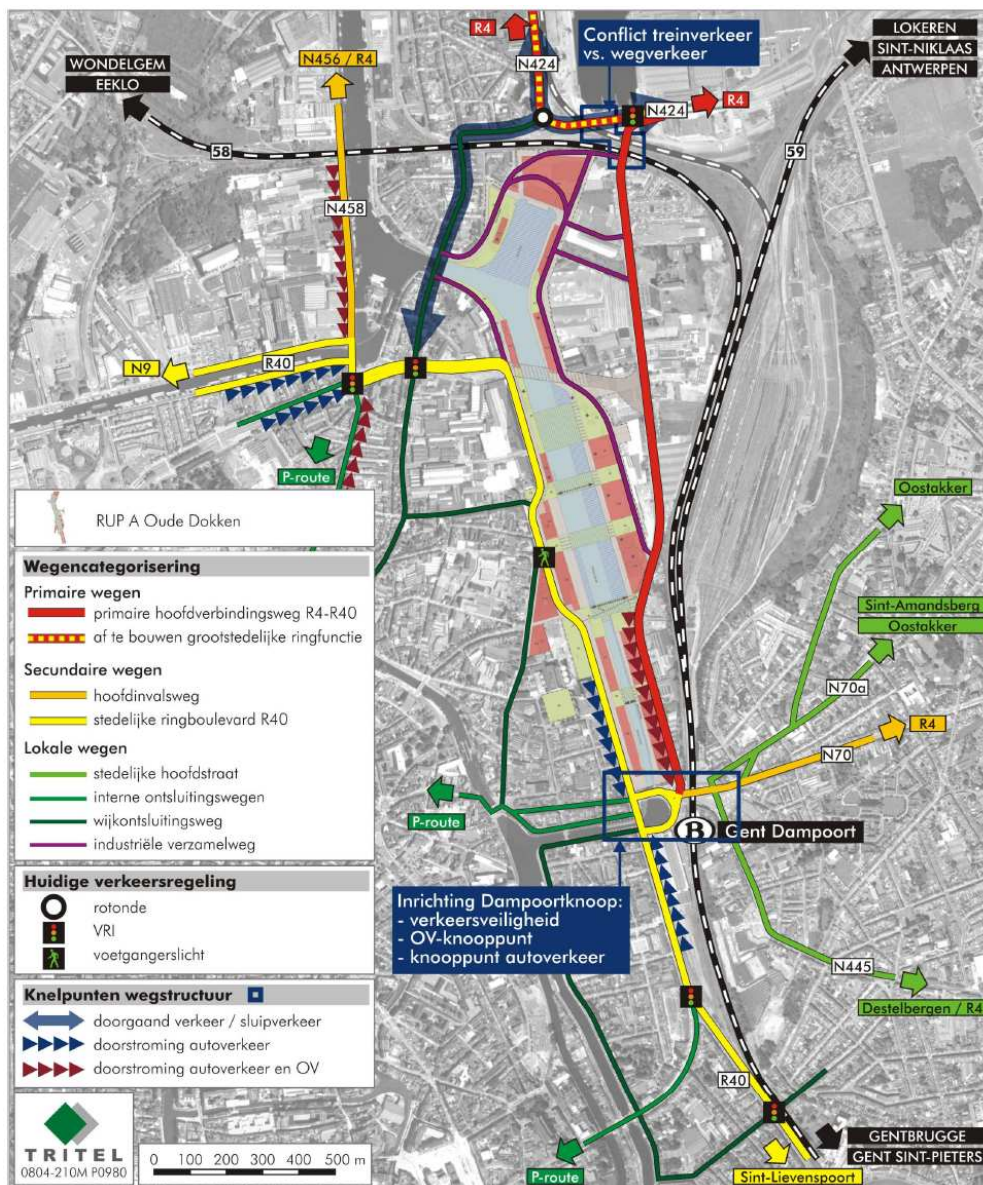 R4
Conflict treinverkeer
vs. wegverkeer
LOKEREN
SINT-NIKLAAS
ANTWERPEN
WONDELGEM
EEKLO
N456 / R4
N424
R4
N424
58
59
N458
N9
R40
P-route
RUP A Oude Dokken
Wegencategorisering
Primaire wegen
primaire hoofdverbindingsweg R4-R40
af te bouwen grootstedelijke ringfunctie
Secundaire wegen
hoofdinvalsweg
stedelijke ringboulevard R40
Lokale wegen
stedelijke hoofdstraat
interne ontsluitingswegen
wijkontsluitingsweg
industriële verzamelweg
Huidige verkeersregeling
rotonde
VRI
voetgangerslicht
Knelpunten wegstructuur
doorgaand verkeer / sluipverkeer
doorstroming autoverkeer
doorstroming autoverkeer en OV
TRITEL
0804-210M P0980
0 100 200 300 400 500 m
Oostakker
Sint-Amandsberg
Oostakker
N70a
R4
N70
P-route
B
Gent Dampoort
Inrichting Dampoortknoop:
- verkeersveiligheid
- OV-knooppunt
- knooppunt autoverkeer
N445
Destelbergen / R4
R40
P-route
Sint-Lievenspoort
GENTBRUGGE
GENT SINT-PIETERS